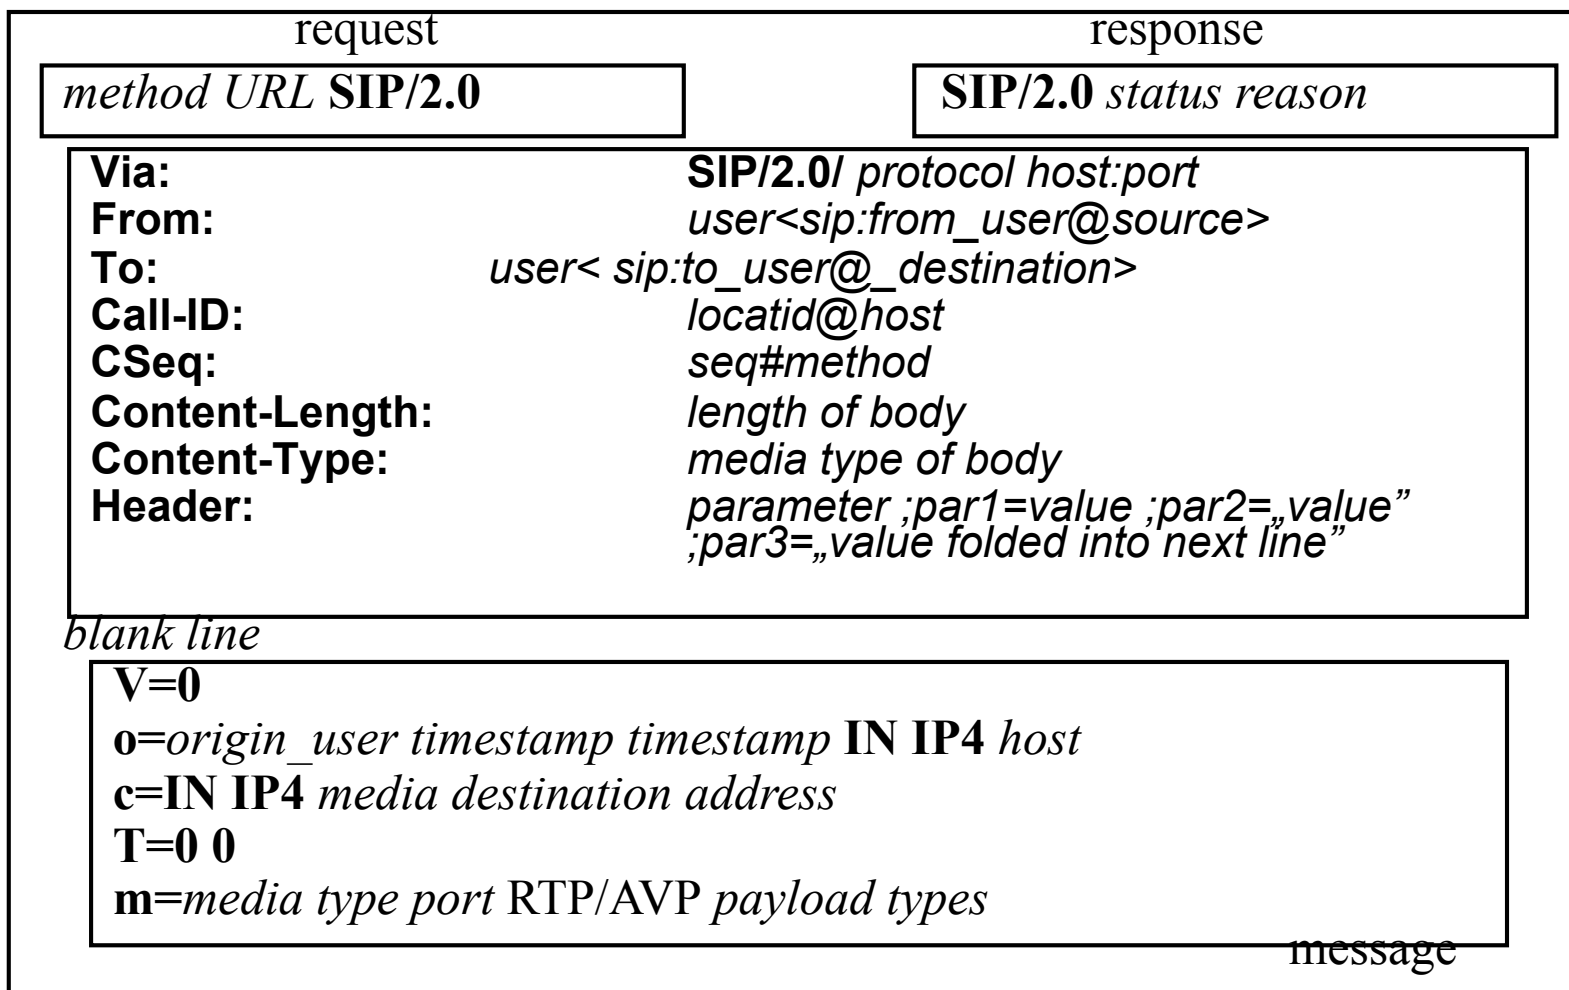 request response
method URL SIP/2.0 SIP/2.0 status reason
Via: SIP/2.0/ protocol host:port
From: user<sip:from_user@source>
To: user< sip:to_user@_destination>
Call-ID: locatid@host
CSeq: seq#method
Content-Length: length of body
Content-Type: media type of body
Header: parameter ;par1=value ;par2=„value”
;par3=„value folded into next line”
blank line
V=0
o=origin_user timestamp timestamp IN IP4 host
c=IN IP4 media destination address
T=0 0
m=media type port RTP/AVP payload types
message